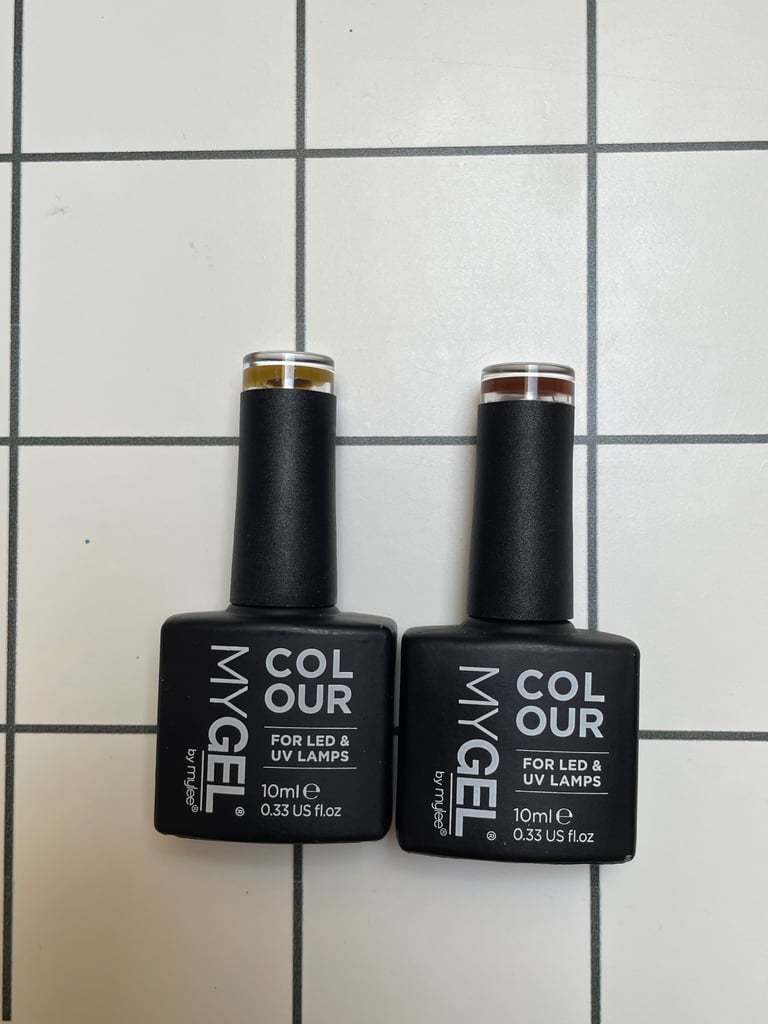 MYGEL®
by mylee®
COL
OUR
FOR LED &
UV LAMPS
10ml ℮
0.33 US fl.oz
MYGEL®
by mylee®
COL
OUR
FOR LED &
UV LAMPS
10ml ℮
0.33 US fl.oz